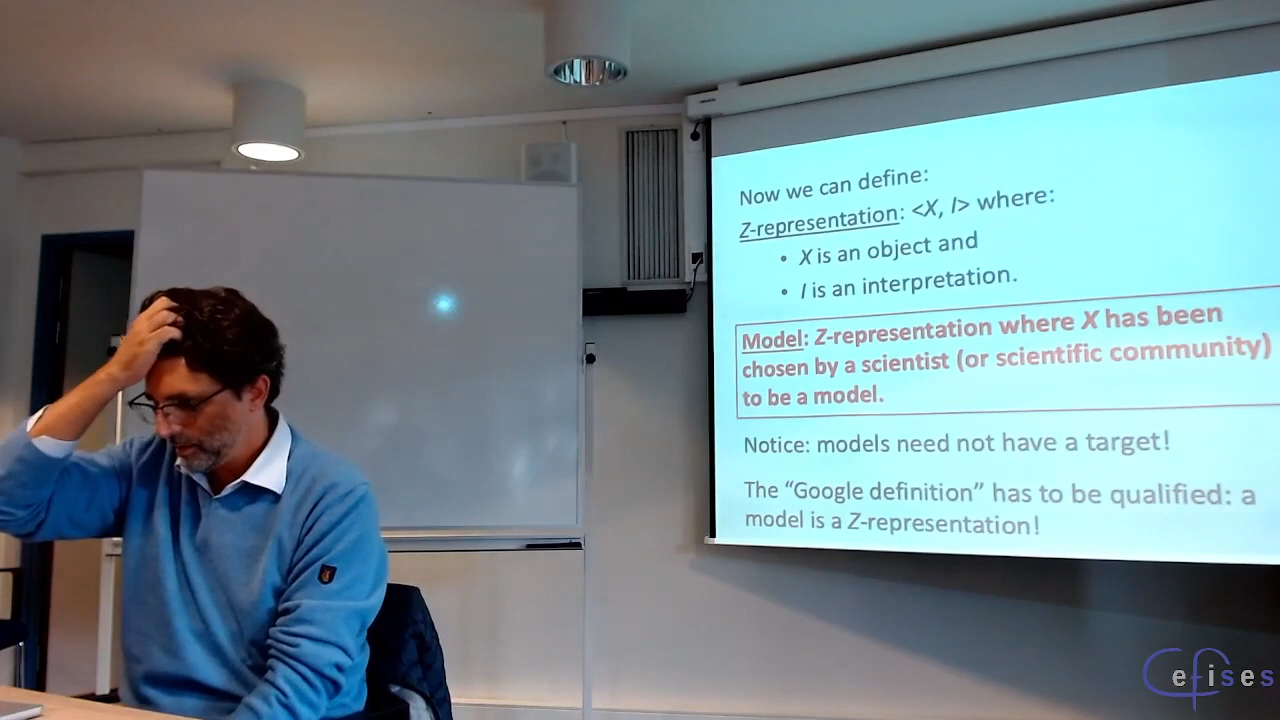 Now we can define:
Z-representation: <X, I> where:
• X is an object and
• I is an interpretation.
Model: Z-representation where X has been
chosen by a scientist (or scientific community)
to be a model.
Notice: models need not have a target!
The “Google definition” has to be qualified: a
model is a Z-representation!
Cefises